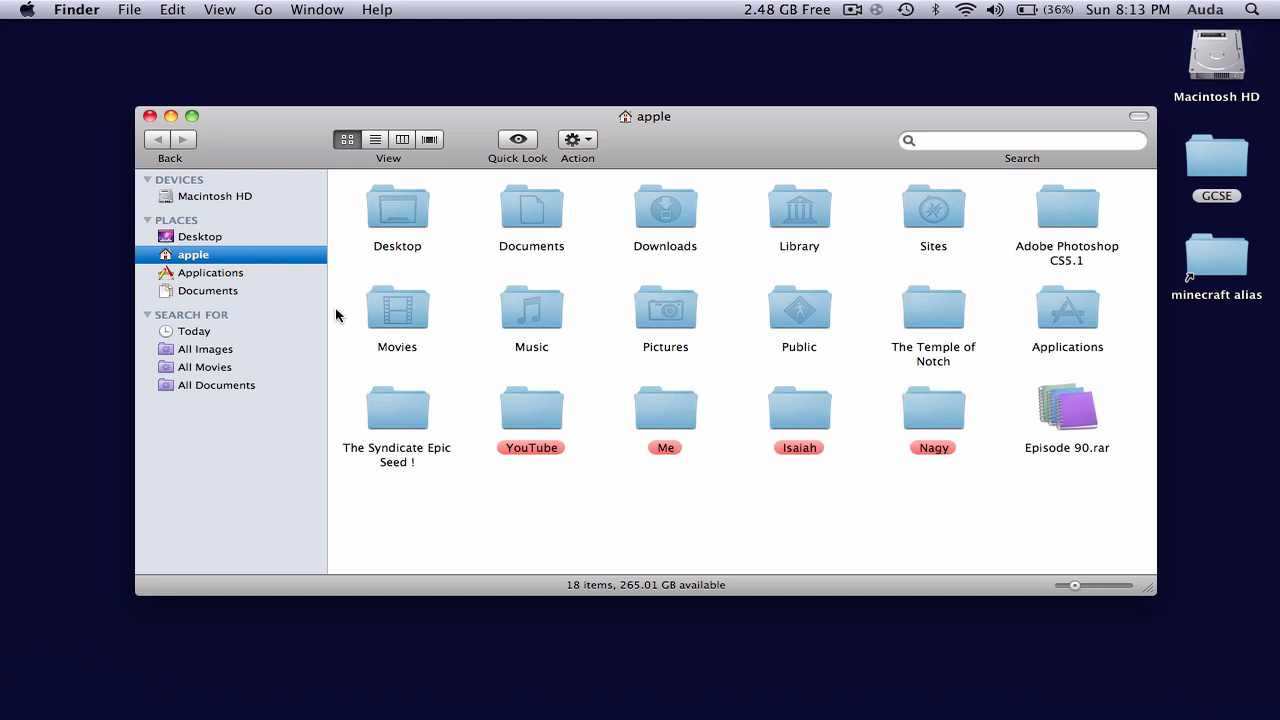 Finder File Edit View Go Window Help 2.48 GB Free (36%) Sun 8:13 PM Auda
Macintosh HD
GCSE
minecraft alias
apple
Back View Quick Look Action Search
DEVICES
Macintosh HD
PLACES
Desktop
apple
Applications
Documents
SEARCH FOR
Today
All Images
All Movies
All Documents
Desktop Documents Downloads Library Sites Adobe Photoshop
CS5.1
Movies Music Pictures Public The Temple of Applications
Notch
The Syndicate Epic YouTube Me Isaiah Nagy Episode 90.rar
Seed !
18 items, 265.01 GB available